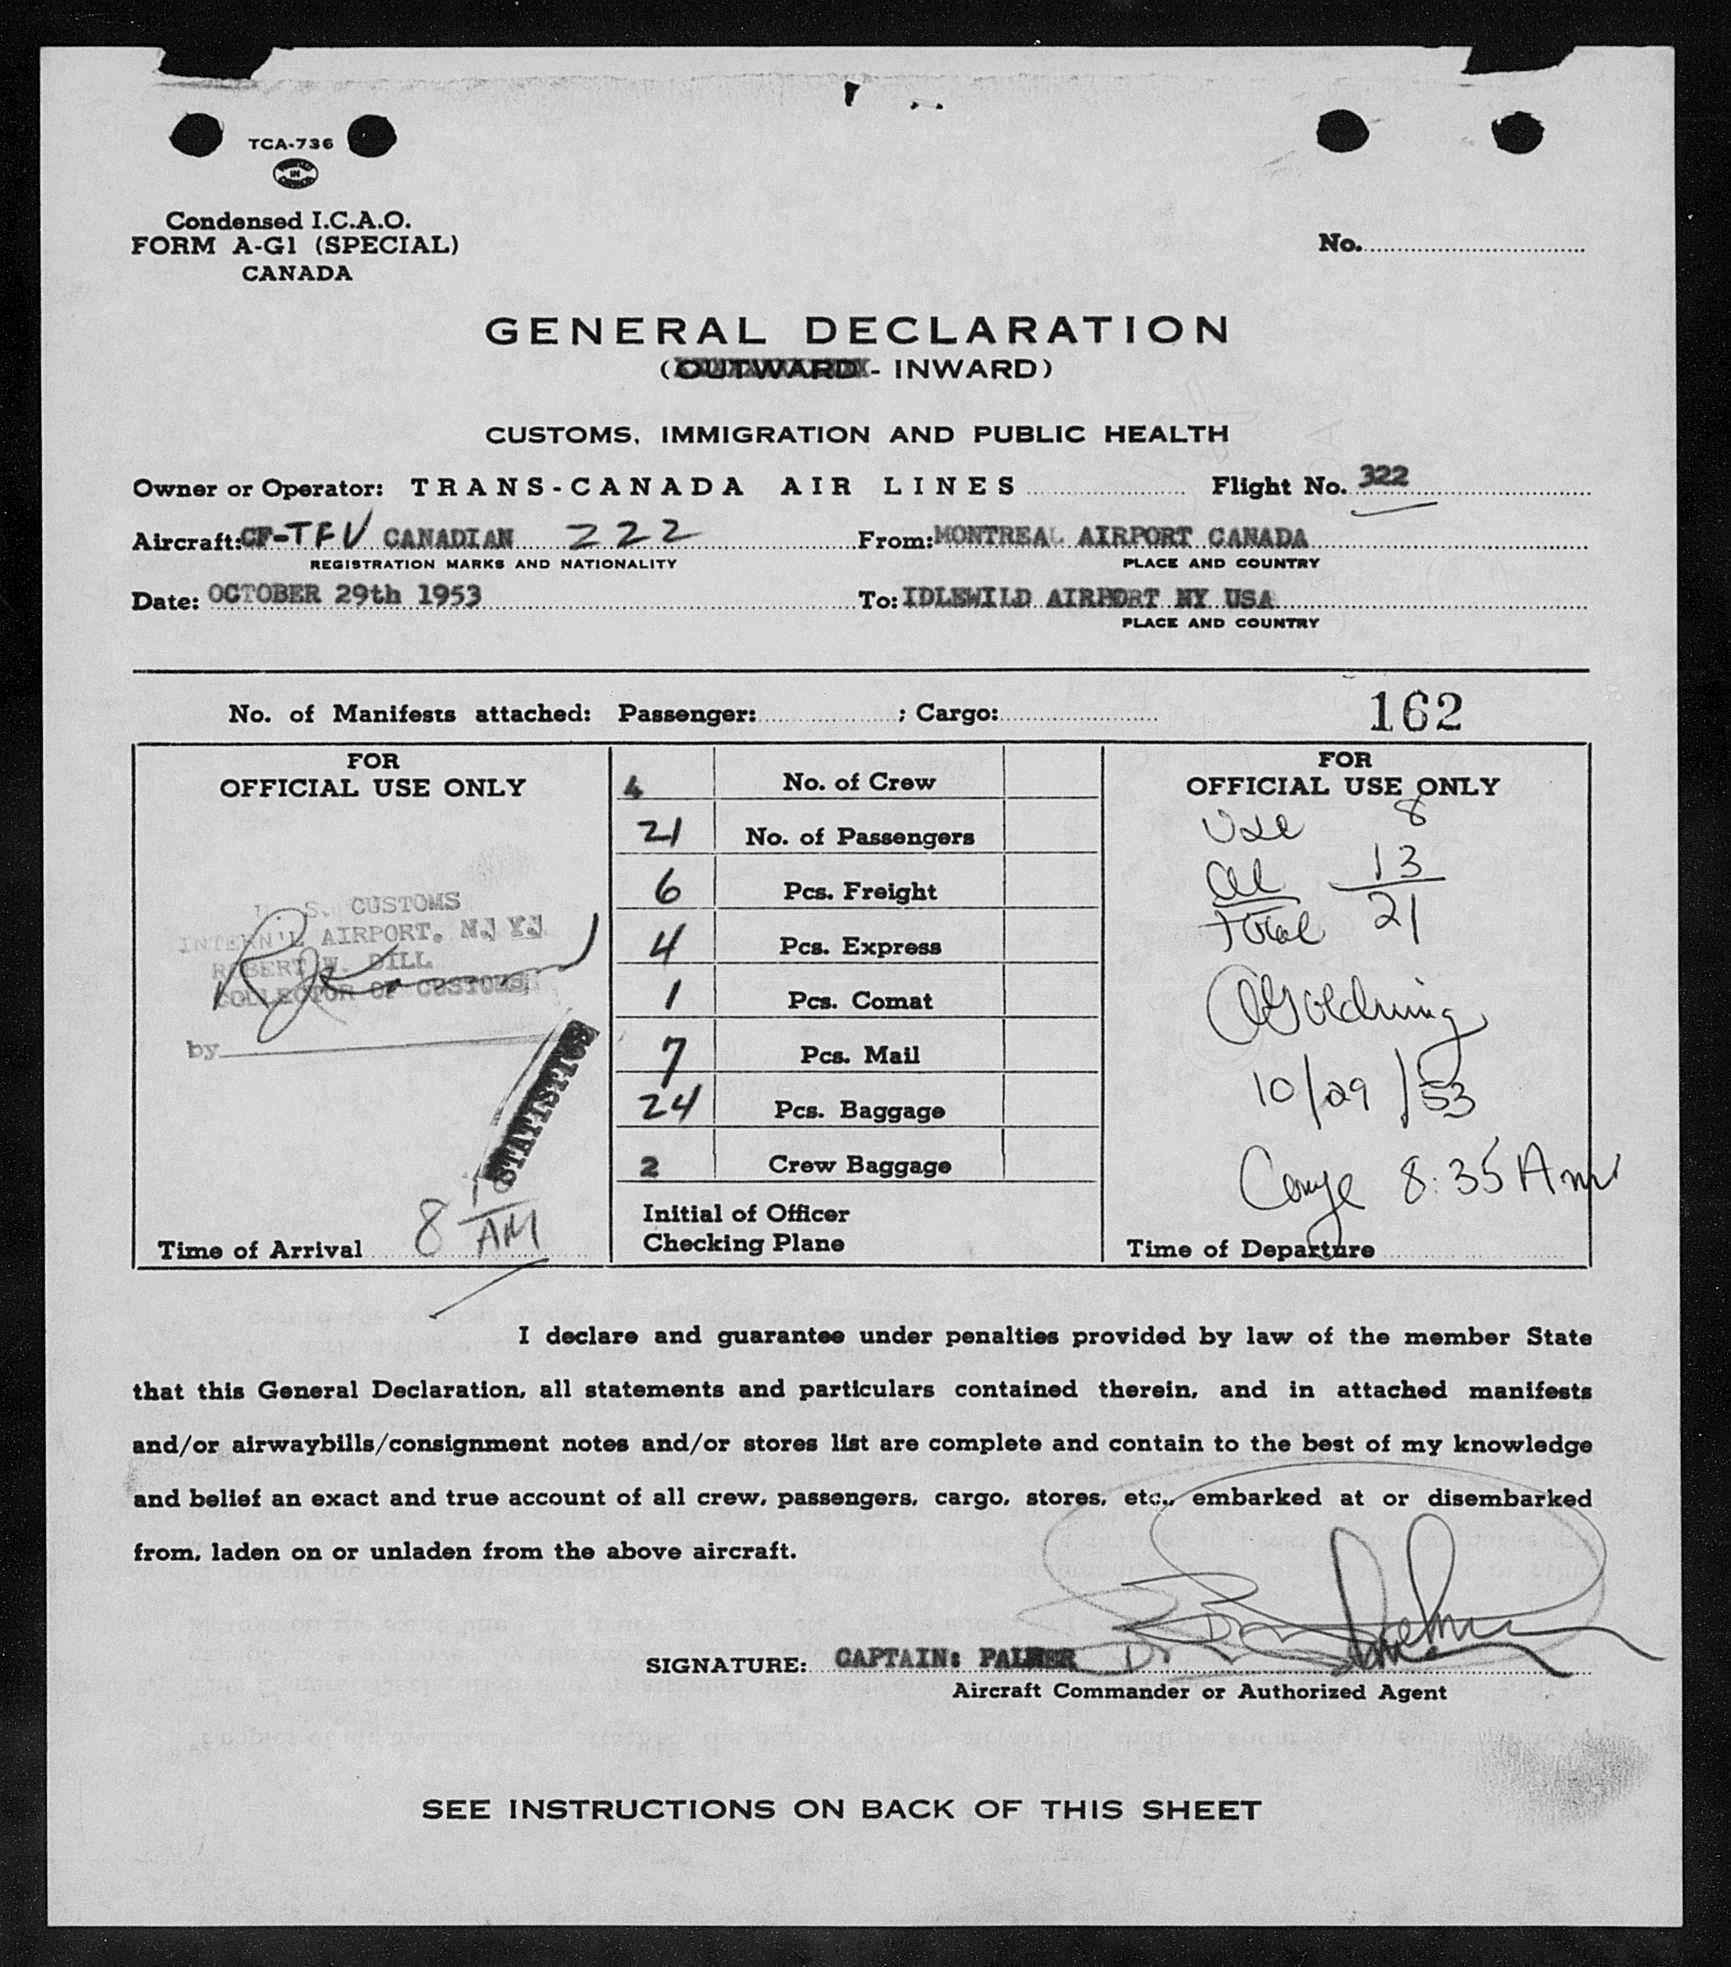 TCA-736
Condensed I.C.A.O.
FORM A-G1 (SPECIAL)
CANADA
No.
GENERAL DECLARATION
(OUTWARD - INWARD)
CUSTOMS, IMMIGRATION AND PUBLIC HEALTH
Owner or Operator: TRANS-CANADA AIR LINES Flight No. 322
Aircraft: CF-TFV CANADIAN 222 From: MONTREAL AIRPORT CANADA
REGISTRATION MARKS AND NATIONALITY PLACE AND COUNTRY
Date: OCTOBER 29th 1953 To: IDLEWILD AIRPORT NY USA
PLACE AND COUNTRY
No. of Manifests attached: Passenger: ; Cargo: 162
FOR
OFFICIAL USE ONLY
U. S. CUSTOMS
INTERN'L AIRPORT, N. Y.
ROBERT W. DILL
COLLECTOR OF CUSTOMS
by
STATISTICS
8 AM
Time of Arrival
4 No. of Crew
21 No. of Passengers
6 Pcs. Freight
4 Pcs. Express
1 Pcs. Comat
7 Pcs. Mail
24 Pcs. Baggage
2 Crew Baggage
Initial of Officer
Checking Plane
FOR
OFFICIAL USE ONLY
8
13
Total 21
Goldring
10/29/53
8:35 Am
Time of Departure
I declare and guarantee under penalties provided by law of the member State
that this General Declaration, all statements and particulars contained therein, and in attached manifests
and/or airwaybills/consignment notes and/or stores list are complete and contain to the best of my knowledge
and belief an exact and true account of all crew, passengers, cargo, stores, etc., embarked at or disembarked
from, laden on or unladen from the above aircraft.
SIGNATURE: CAPTAIN: PALMER
Aircraft Commander or Authorized Agent
SEE INSTRUCTIONS ON BACK OF THIS SHEET